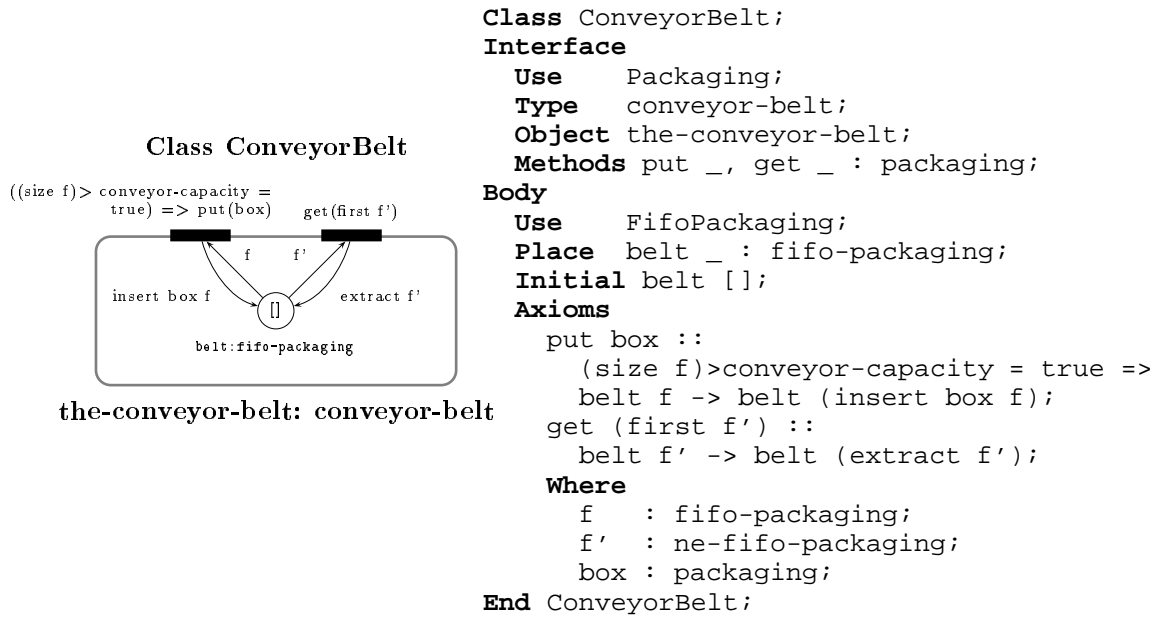 Class ConveyorBelt
((size f)> conveyor-capacity =
true) => put(box)
get(first f')
f
f'
insert box f
extract f'
[]
belt:fifo-packaging
the-conveyor-belt: conveyor-belt
Class ConveyorBelt;
Interface
Use Packaging;
Type conveyor-belt;
Object the-conveyor-belt;
Methods put _, get _ : packaging;
Body
Use FifoPackaging;
Place belt _ : fifo-packaging;
Initial belt [];
Axioms
put box ::
(size f)>conveyor-capacity = true =>
belt f -> belt (insert box f);
get (first f') ::
belt f' -> belt (extract f');
Where
f : fifo-packaging;
f' : ne-fifo-packaging;
box : packaging;
End ConveyorBelt;